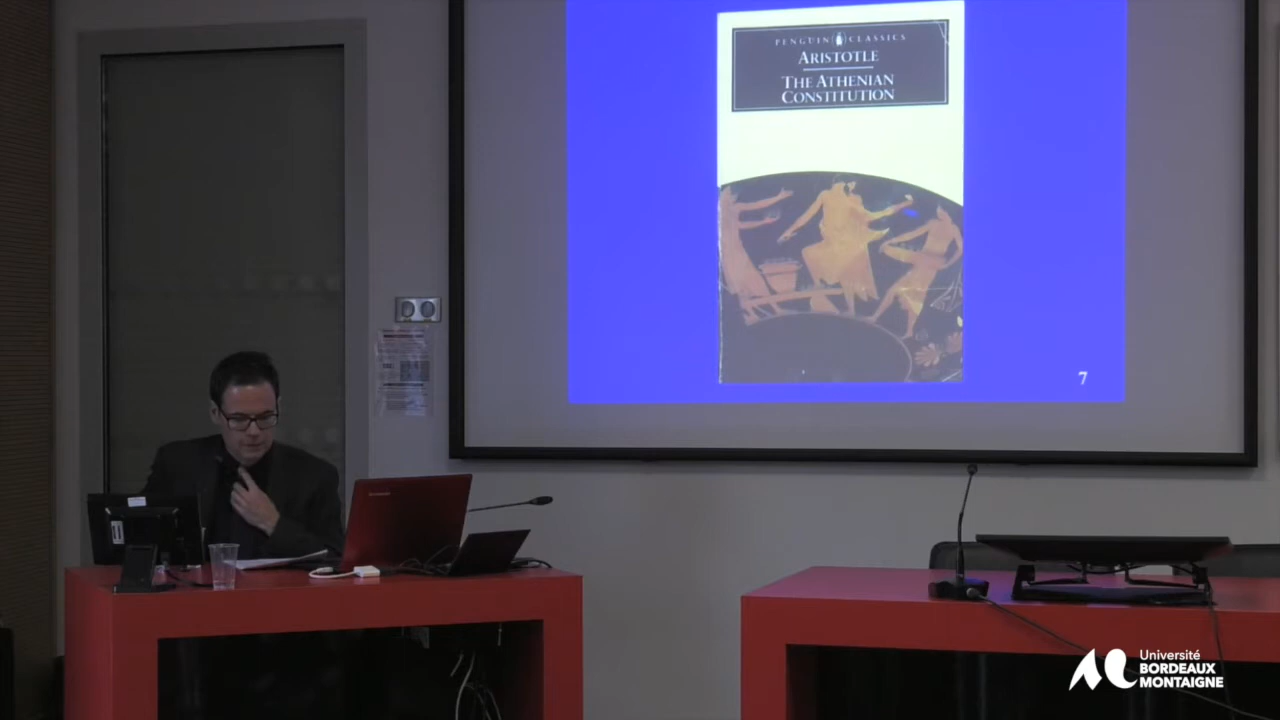 PENGUIN CLASSICS
ARISTOTLE
THE ATHENIAN
CONSTITUTION
7
Université
BORDEAUX
MONTAIGNE